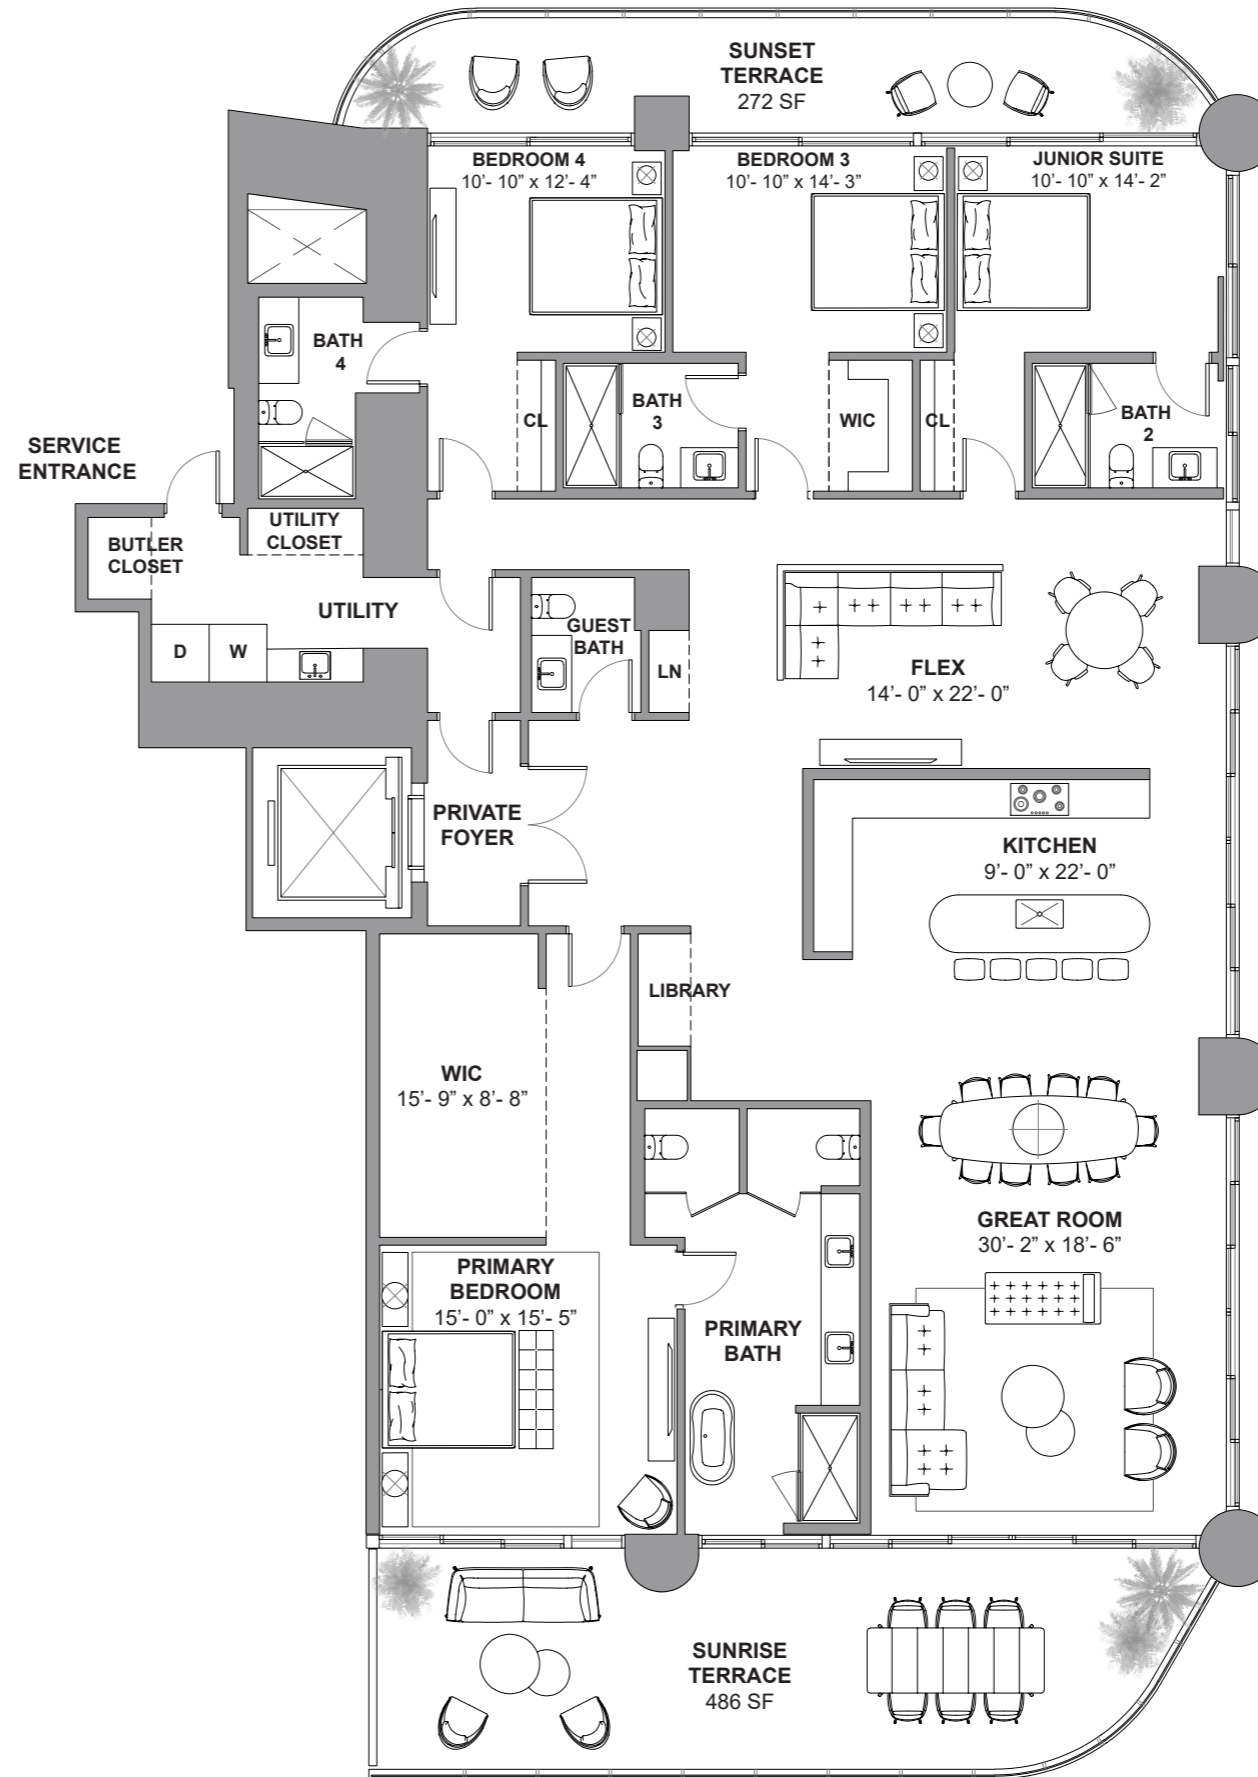 SUNSET
TERRACE
272 SF
BEDROOM 4
10'- 10” x 12'- 4”
BEDROOM 3
10'- 10” x 14'- 3”
JUNIOR SUITE
10'- 10” x 14'- 2”
BATH
4
CL
BATH
3
WIC
CL
BATH
2
SERVICE
ENTRANCE
BUTLER
CLOSET
UTILITY
CLOSET
UTILITY
D
W
GUEST
BATH
LN
FLEX
14'- 0” x 22'- 0”
PRIVATE
FOYER
KITCHEN
9'- 0” x 22'- 0”
LIBRARY
WIC
15'- 9” x 8'- 8”
GREAT ROOM
30'- 2” x 18'- 6”
PRIMARY
BEDROOM
15'- 0” x 15'- 5”
PRIMARY
BATH
SUNRISE
TERRACE
486 SF